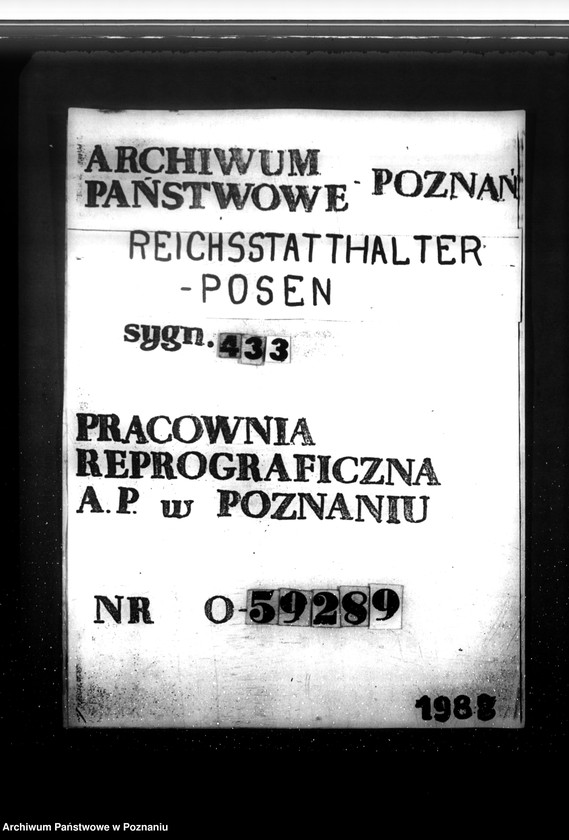 ARCHIWUM
PAŃSTWOWE - POZNAŃ
REICHSSTATTHALTER
-POSEN
sygn. 433
PRACOWNIA
REPROGRAFICZNA
A.P. w POZNANIU
NR O-59289
1988
Archiwum Państwowe w Poznaniu